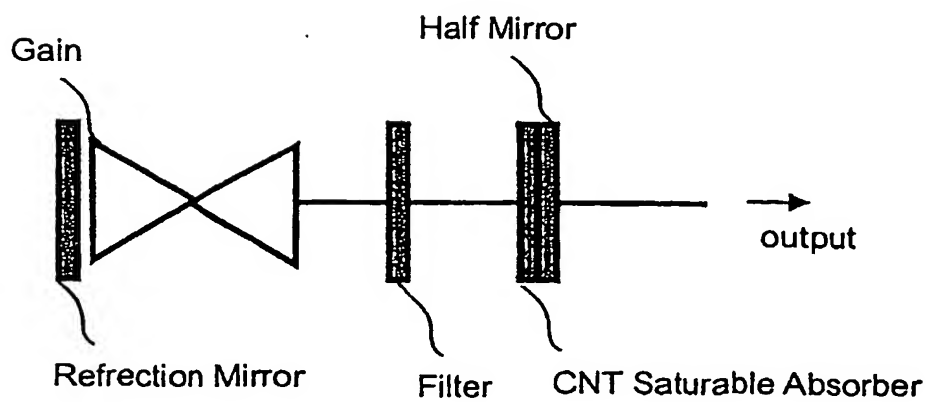 Half Mirror
Gain
output
Refrection Mirror
Filter
CNT Saturable Absorber